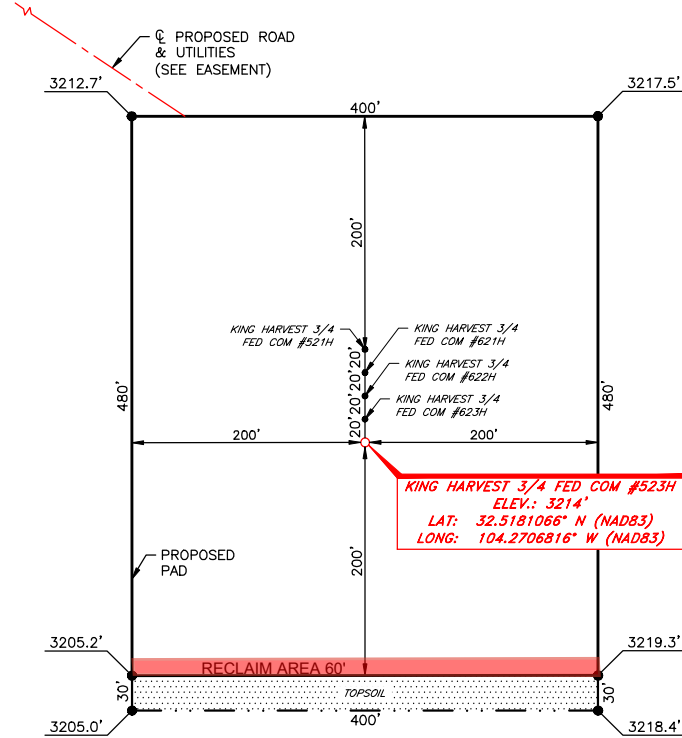 ℄ PROPOSED ROAD
& UTILITIES
(SEE EASEMENT)
3212.7'
3217.5'
400'
200'
KING HARVEST 3/4
FED COM #521H
KING HARVEST 3/4
FED COM #621H
KING HARVEST 3/4
FED COM #622H
KING HARVEST 3/4
FED COM #623H
20'
20'
20'
20'
480'
480'
200'
200'
KING HARVEST 3/4 FED COM #523H
ELEV.: 3214'
LAT: 32.5181066° N (NAD83)
LONG: 104.2706816° W (NAD83)
PROPOSED
PAD
200'
3205.2'
3219.3'
RECLAIM AREA 60'
30'
TOPSOIL
30'
3205.0'
400'
3218.4'